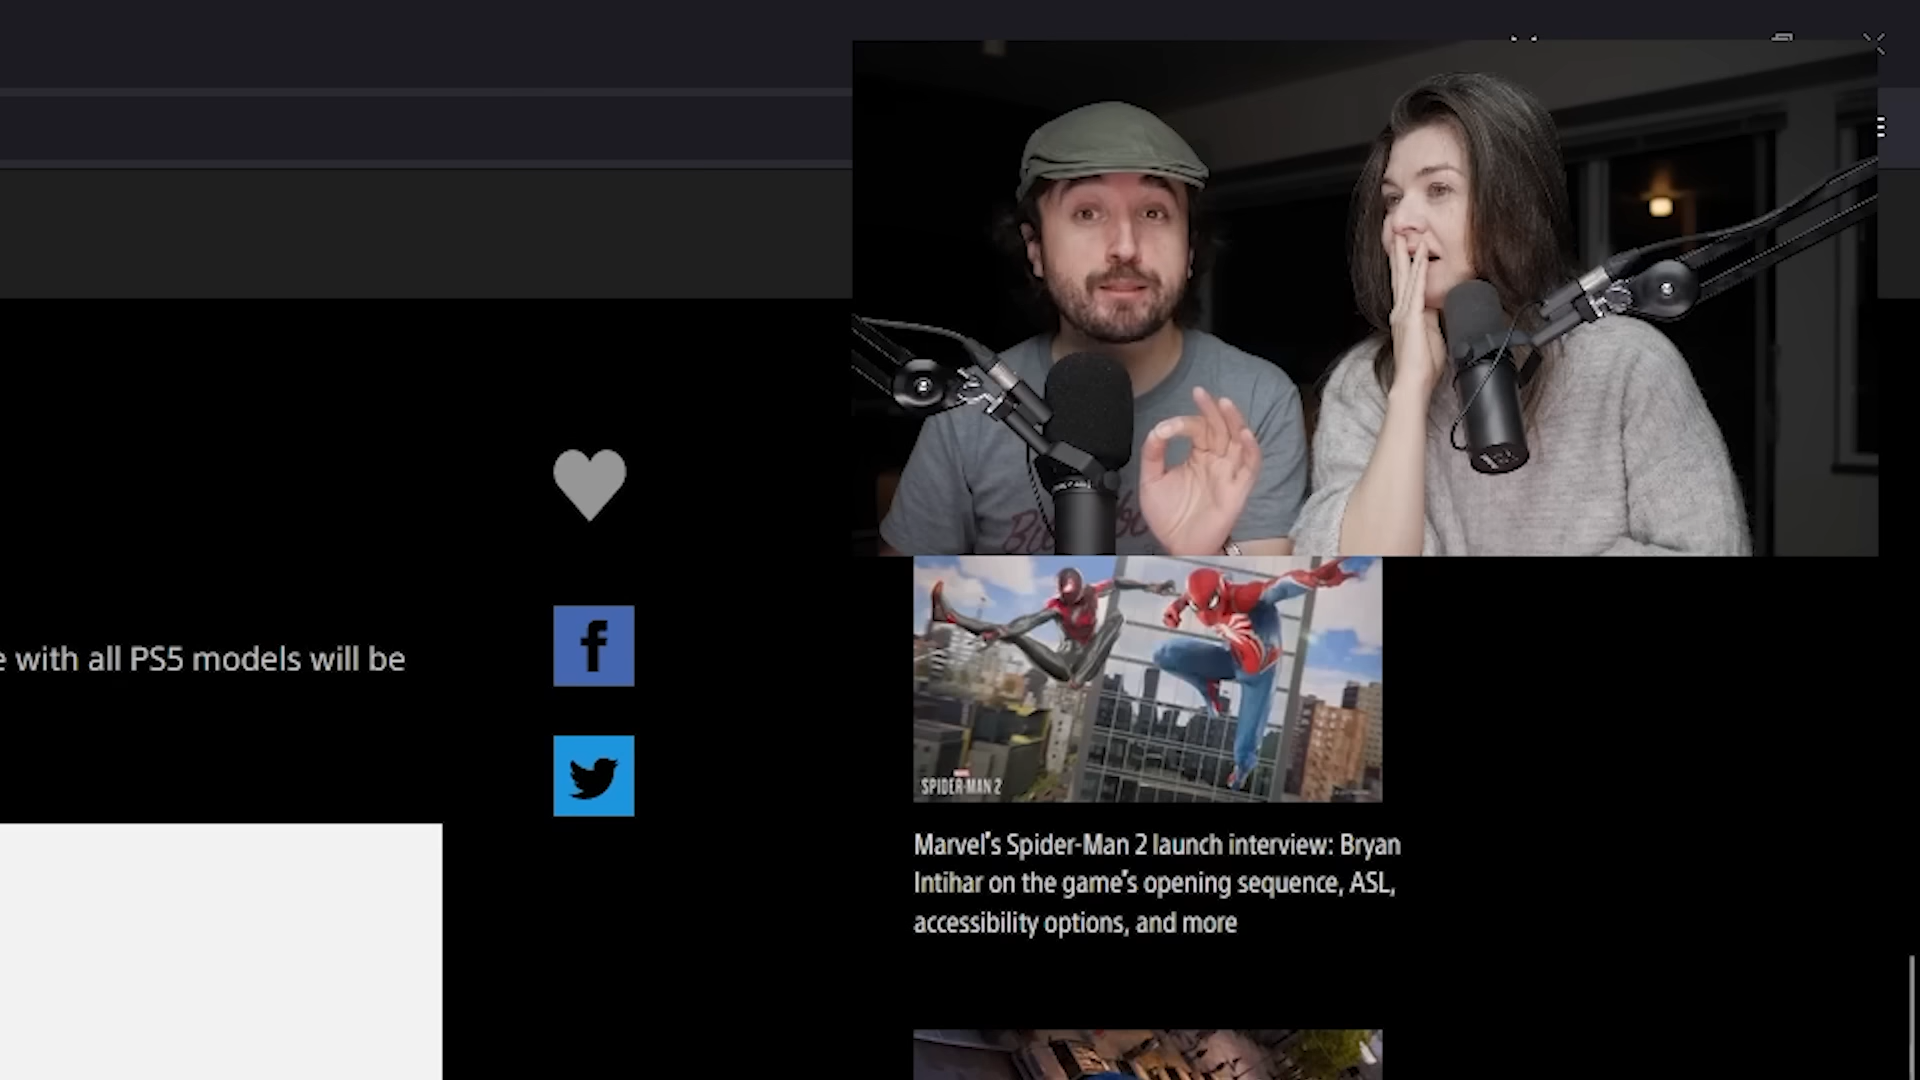 with all PS5 models will be
SPIDER-MAN 2
Marvel's Spider-Man 2 launch interview: Bryan
Intihar on the game's opening sequence, ASL,
accessibility options, and more